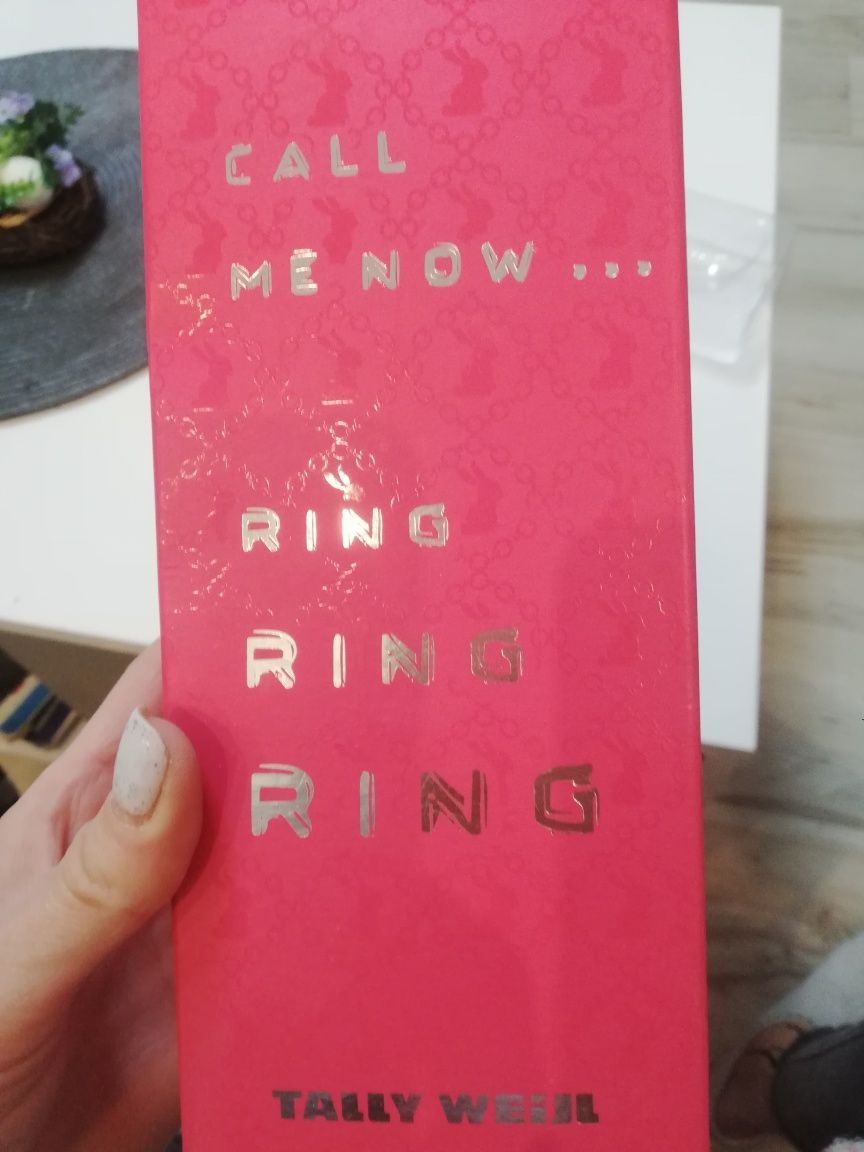 CALL
ME NOW ...
RING
RING
RING
TALLY WEiJL